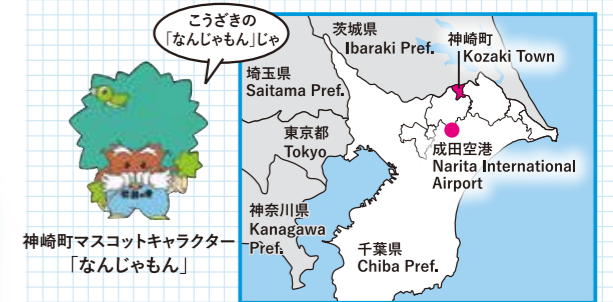 こうざきの
「なんじゃもん」じゃ
神崎町マスコットキャラクター
「なんじゃもん」
茨城県
Ibaraki Pref.
神崎町
Kozaki Town
埼玉県
Saitama Pref.
東京都
Tokyo
成田空港
Narita International
Airport
神奈川県
Kanagawa
Pref.
千葉県
Chiba Pref.